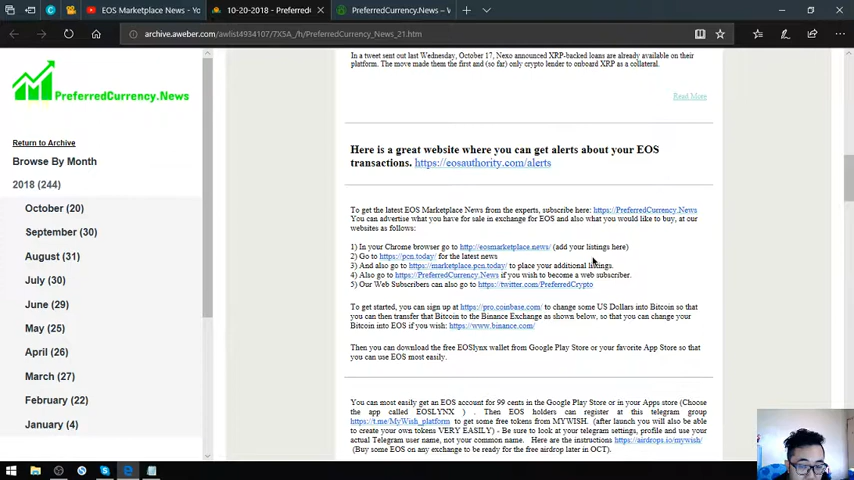 EOS Marketplace News - Yo
10-20-2018 - Preferred
PreferredCurrency.News – V
archive.aweber.com/awlist4934107/7X5A_/h/PreferredCurrency_News_21.htm
PreferredCurrency.News
Return to Archive
Browse By Month
2018 (244)
October (20)
September (30)
August (31)
July (30)
June (29)
May (25)
April (26)
March (27)
February (22)
January (4)
In a tweet sent out last Wednesday, October 17, Nexo announced XRP-backed loans are already available on their
platform. The move made them the first and (so far) only crypto lender to onboard XRP as a collateral.
Read More
Here is a great website where you can get alerts about your EOS
transactions. https://eosauthority.com/alerts
To get the latest EOS Marketplace News from the experts, subscribe here: https://PreferredCurrency.News
You can advertise what you have for sale in exchange for EOS and also what you would like to buy, at our
websites as follows:
1) In your Chrome browser go to http://eosmarketplace.news/ (add your listings here)
2) Go to https://pcn.today/ for the latest news
3) And also go to https://marketplace.pcn.today/ to place your additional listings.
4) Also go to https://PreferredCurrency.News if you wish to become a web subscriber.
5) Our Web Subscribers can also go to https://twitter.com/PreferredCrypto
To get started, you can sign up at https://pro.coinbase.com/ to change some US Dollars into Bitcoin so that
you can then transfer that Bitcoin to the Binance Exchange as shown below, so that you can change your
Bitcoin into EOS if you wish: https://www.binance.com/
Then you can download the free EOSlynx wallet from Google Play Store or your favorite App Store so that
you can use EOS most easily.
You can most easily get an EOS account for 99 cents in the Google Play Store or in your Apps store (Choose
the app called EOSLYNX ) . Then EOS holders can register at this telegram group
https://t.me/MyWish_platform to get some free tokens from MYWISH. (after launch you will also be able
to create your own tokens VERY EASILY) - Be sure to look at your telegram settings, profile and use your
actual Telegram user name, not your common name. Here are the instructions https://airdrops.io/mywish/
(Buy some EOS on any exchange to be ready for the free airdrop later in OCT).